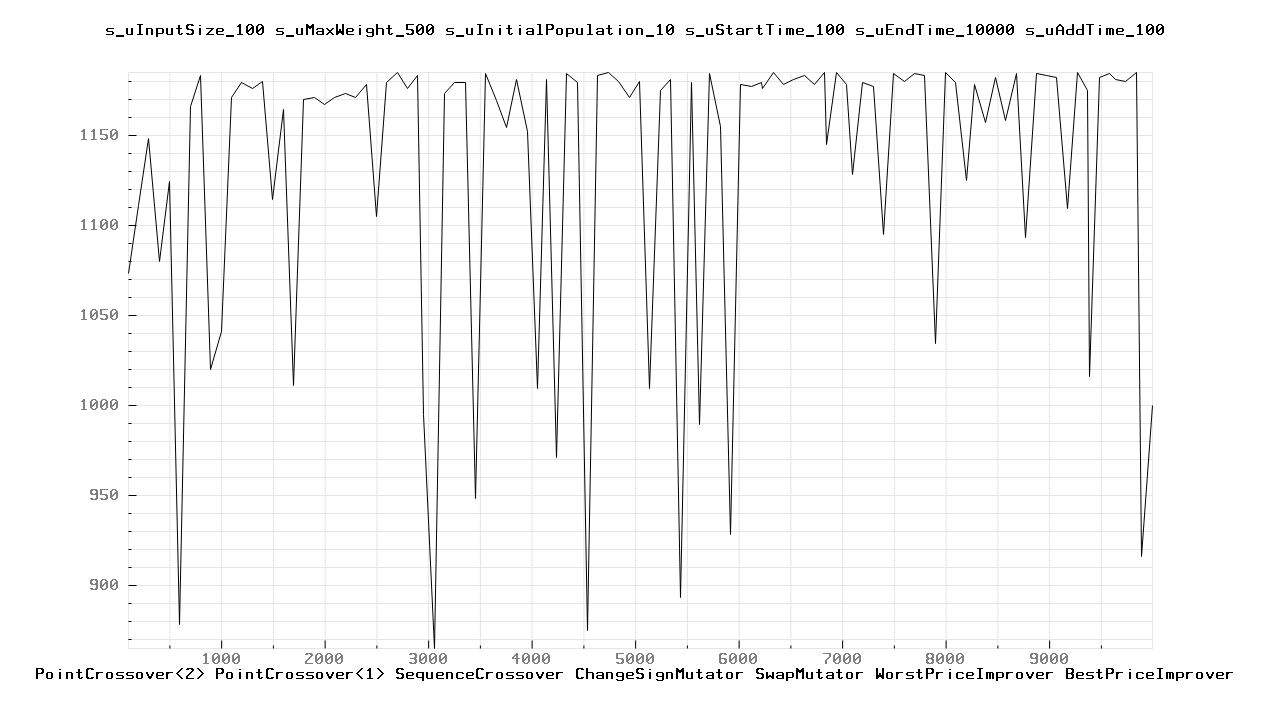 s_uInputSize_100 s_uMaxWeight_500 s_uInitialPopulation_10 s_uStartTime_100 s_uEndTime_10000 s_uAddTime_100
1150
1100
1050
1000
950
900
1000 2000 3000 4000 5000 6000 7000 8000 9000
PointCrossover<2> PointCrossover<1> SequenceCrossover ChangeSignMutator SwapMutator WorstPriceImprover BestPriceImprover